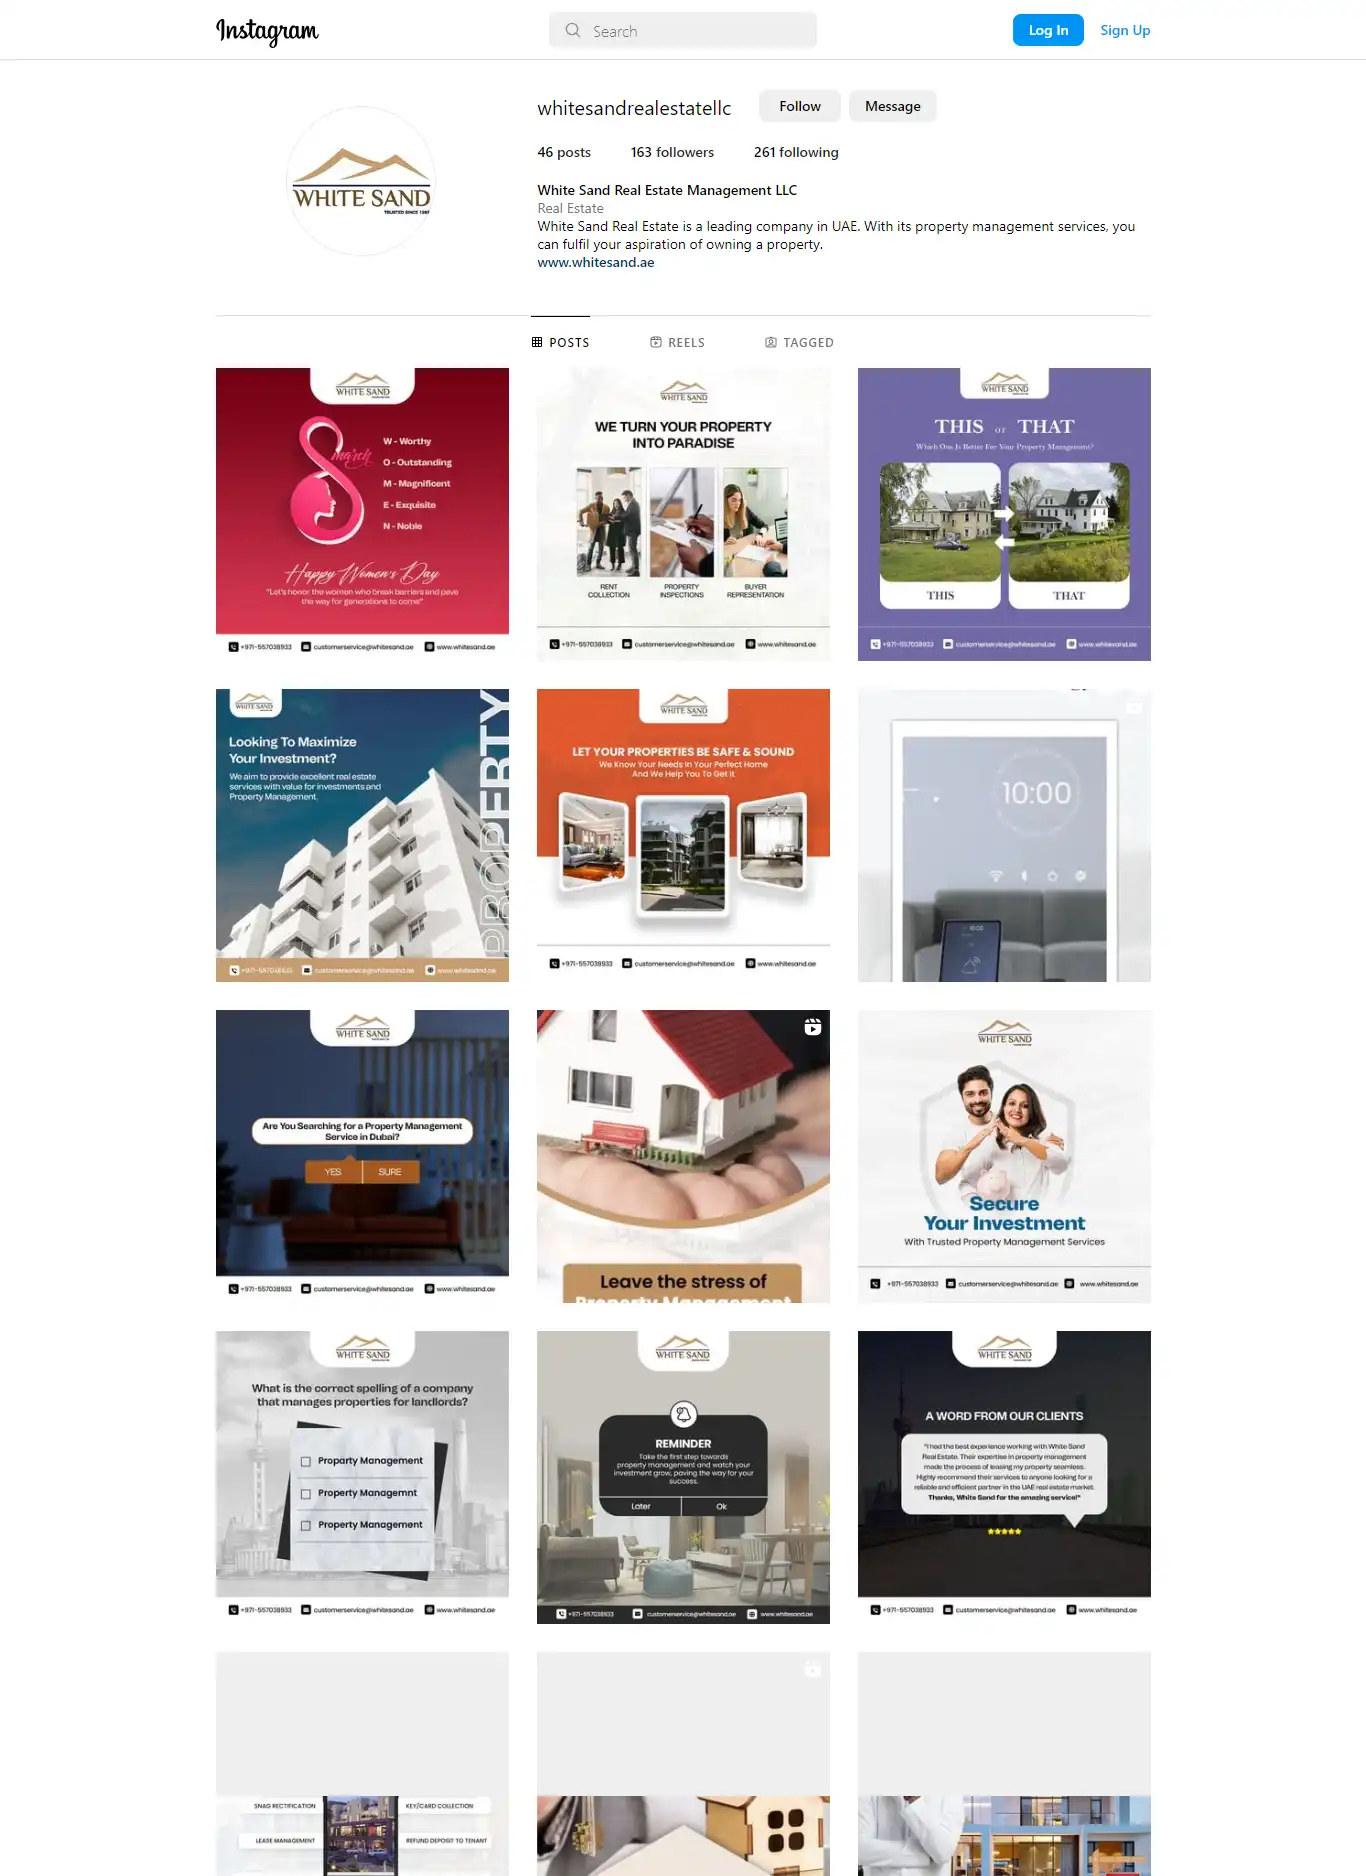 Instagram
Search
Log In
Sign Up
whitesandrealestatellc
Follow
Message
46 posts
163 followers
261 following
White Sand Real Estate Management LLC
Real Estate
White Sand Real Estate is a leading company in UAE. With its property management services, you
can fulfil your aspiration of owning a property.
www.whitesand.ae
WHITE SAND
TRUSTED SINCE 1997
POSTS
REELS
TAGGED
WHITE SAND
march
W - Worthy
O - Outstanding
M - Magnificent
E - Exquisite
N - Noble
Happy Women's Day
"Let's honor the women who break barriers and pave
the way for generations to come"
+971-557038933
customerservice@whitesand.ae
www.whitesand.ae
WHITE SAND
WE TURN YOUR PROPERTY
INTO PARADISE
RENT
COLLECTION
PROPERTY
INSPECTIONS
BUYER
REPRESENTATION
+971-557038933
customerservice@whitesand.ae
www.whitesand.ae
WHITE SAND
THIS or THAT
Which One Is Better For Your Property Management?
THIS
THAT
+971-557038933
customerservice@whitesand.ae
www.whitesand.ae
WHITE SAND
Looking To Maximize
Your Investment?
We aim to provide excellent real estate
services with value for investments and
Property Management.
PROPERTY
PROPERTY
+971-557038933
customerservice@whitesand.ae
www.whitesand.ae
WHITE SAND
LET YOUR PROPERTIES BE SAFE & SOUND
We Know Your Needs In Your Perfect Home
And We Help You To Get It
+971-557038933
customerservice@whitesand.ae
www.whitesand.ae
10:00
10:00
WHITE SAND
Are You Searching for a Property Management
Service in Dubai?
YES
SURE
+971-557038933
customerservice@whitesand.ae
www.whitesand.ae
Leave the stress of
Property Management
WHITE SAND
Secure
Your Investment
With Trusted Property Management Services
+971-557038933
customerservice@whitesand.ae
www.whitesand.ae
WHITE SAND
What is the correct spelling of a company
that manages properties for landlords?
Proparty Management
Property Managemnt
Property Management
+971-557038933
customerservice@whitesand.ae
www.whitesand.ae
WHITE SAND
REMINDER
Take the first step towards
property management and watch your
investment grow, paving the way for your
success.
Later
Ok
+971-557038933
customerservice@whitesand.ae
www.whitesand.ae
WHITE SAND
A WORD FROM OUR CLIENTS
"I had the best experience working with White Sand
Real Estate. Their expertise in property management
made the process of leasing my property seamless.
Highly recommend their services to anyone looking for a
reliable and efficient partner in the UAE real estate market.
Thanks, White Sand for the amazing service!"
+971-557038933
customerservice@whitesand.ae
www.whitesand.ae
SNAG RECTIFICATION
KEY/CARD COLLECTION
LEASE MANAGEMENT
REFUND DEPOSIT TO TENANT